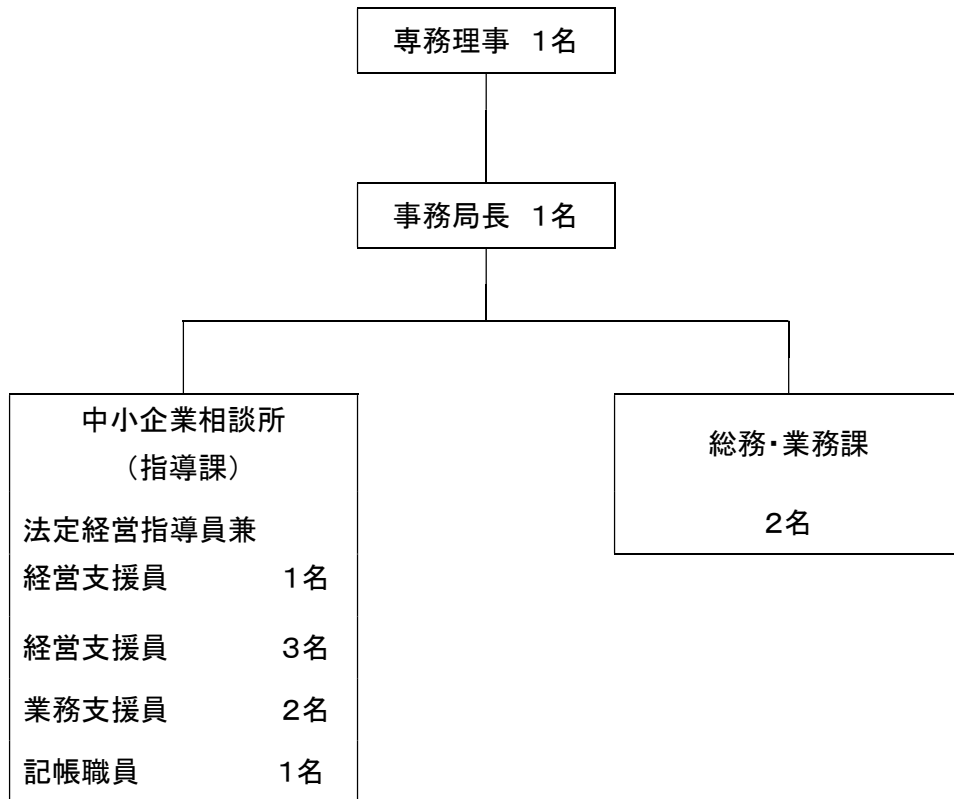 専務理事　１名
事務局長　１名
中小企業相談所
（指導課）
法定経営指導員兼
経営支援員　１名
経営支援員　３名
業務支援員　２名
記帳職員　１名
総務・業務課
２名